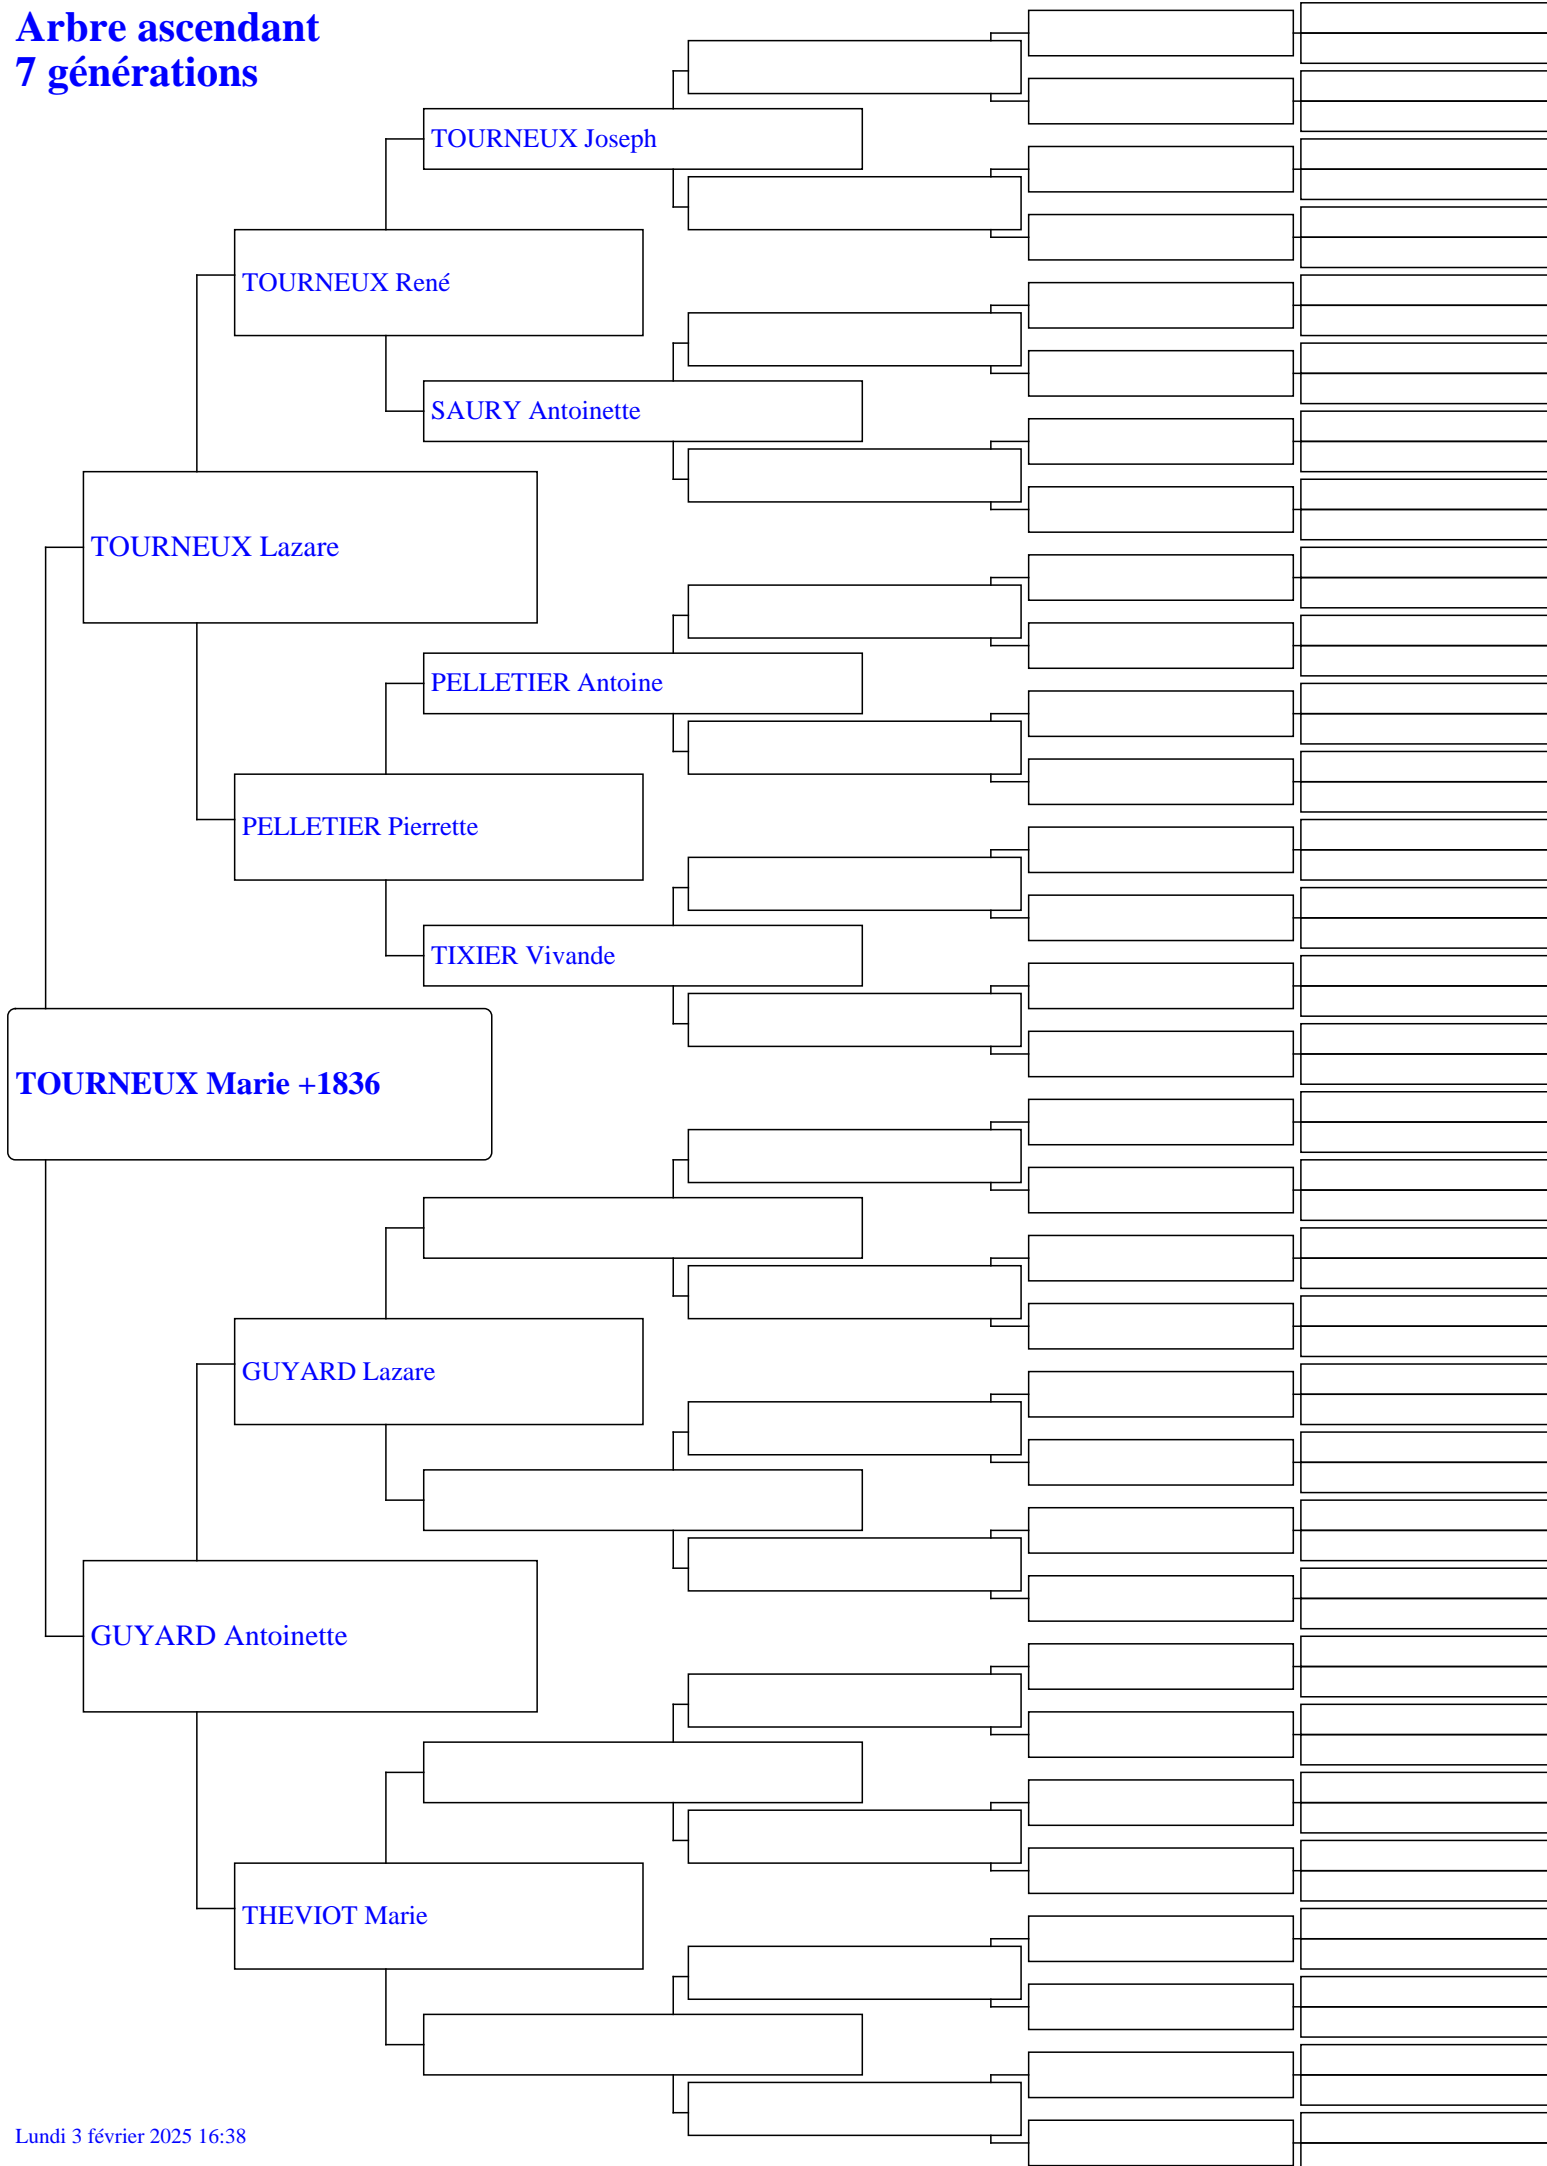 Arbre ascendant
7 générations
TOURNEUX Joseph
TOURNEUX René
SAURY Antoinette
TOURNEUX Lazare
PELLETIER Antoine
PELLETIER Pierrette
TIXIER Vivande
TOURNEUX Marie +1836
GUYARD Lazare
GUYARD Antoinette
THEVIOT Marie
Lundi 3 février 2025 16:38